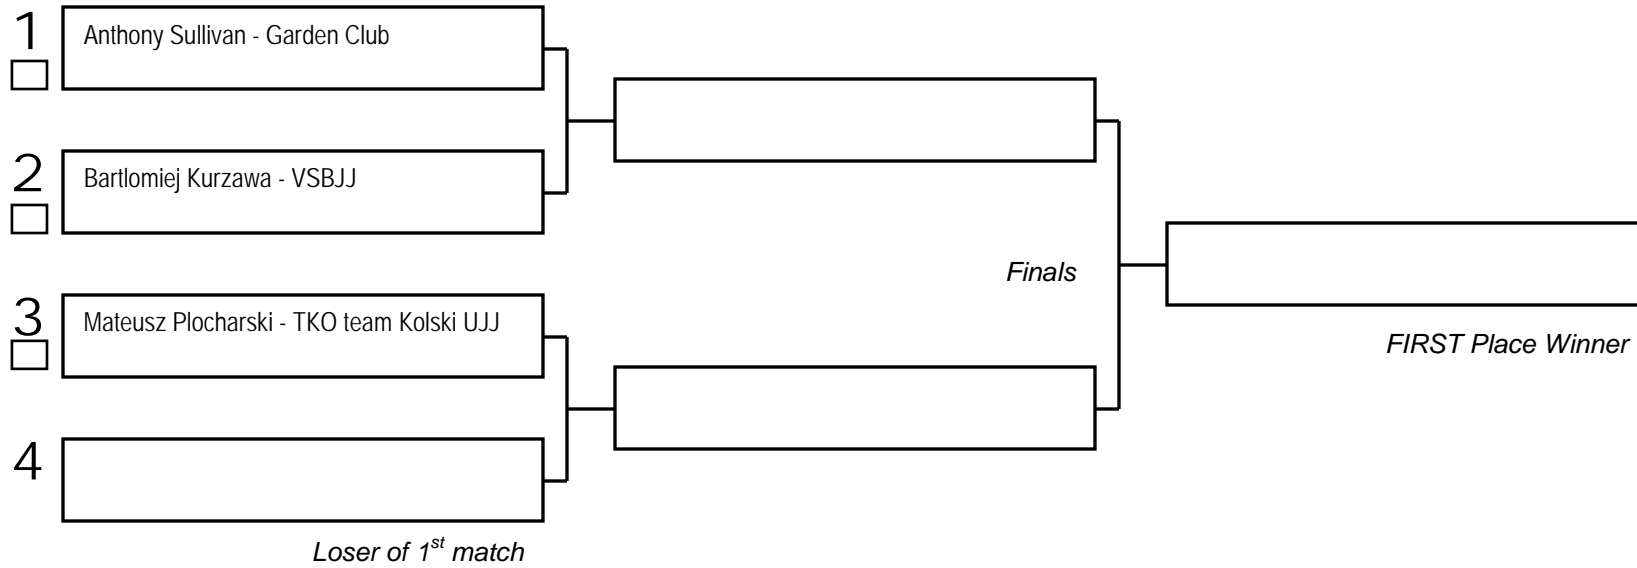 1
Anthony Sullivan - Garden Club
2
Bartlomiej Kurzawa - VSBJJ
Finals
3
Mateusz Plocharski - TKO team Kolski UJJ
FIRST Place Winner
4
Loser of 1st match